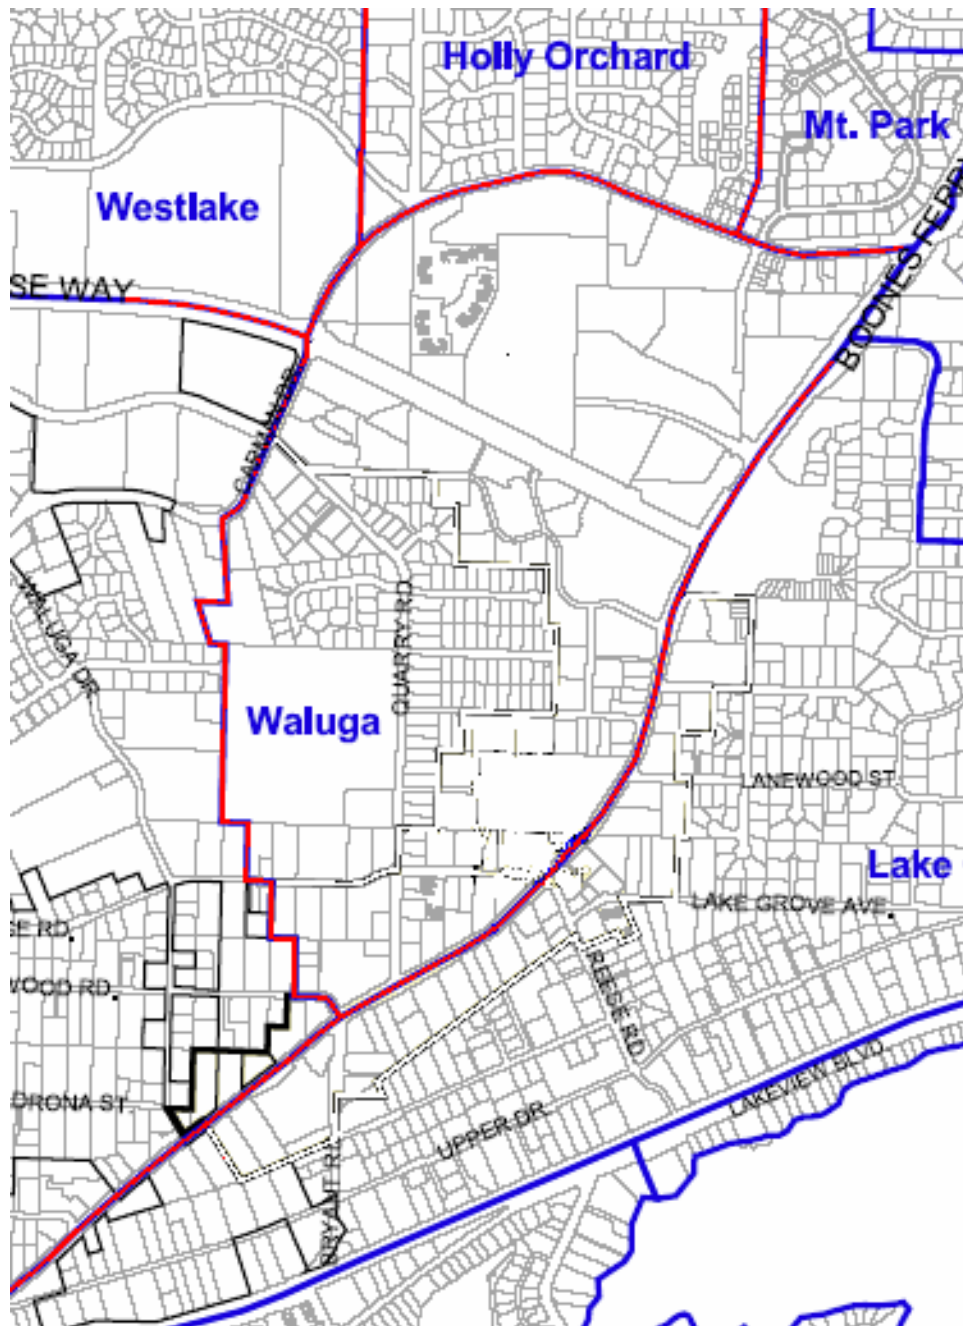 Holly Orchard
Mt. Park
Westlake
SE WAY
BOONES FERR
CARMAN DR
WALUGA DR.
QUARRY RD
Waluga
LANEWOOD ST.
Lake
LAKE GROVE AVE.
SE RD.
WOOD RD.
REESE RD.
DRONA ST.
UPPER DR.
LAKEVIEW BLVD.
BRYANT RD